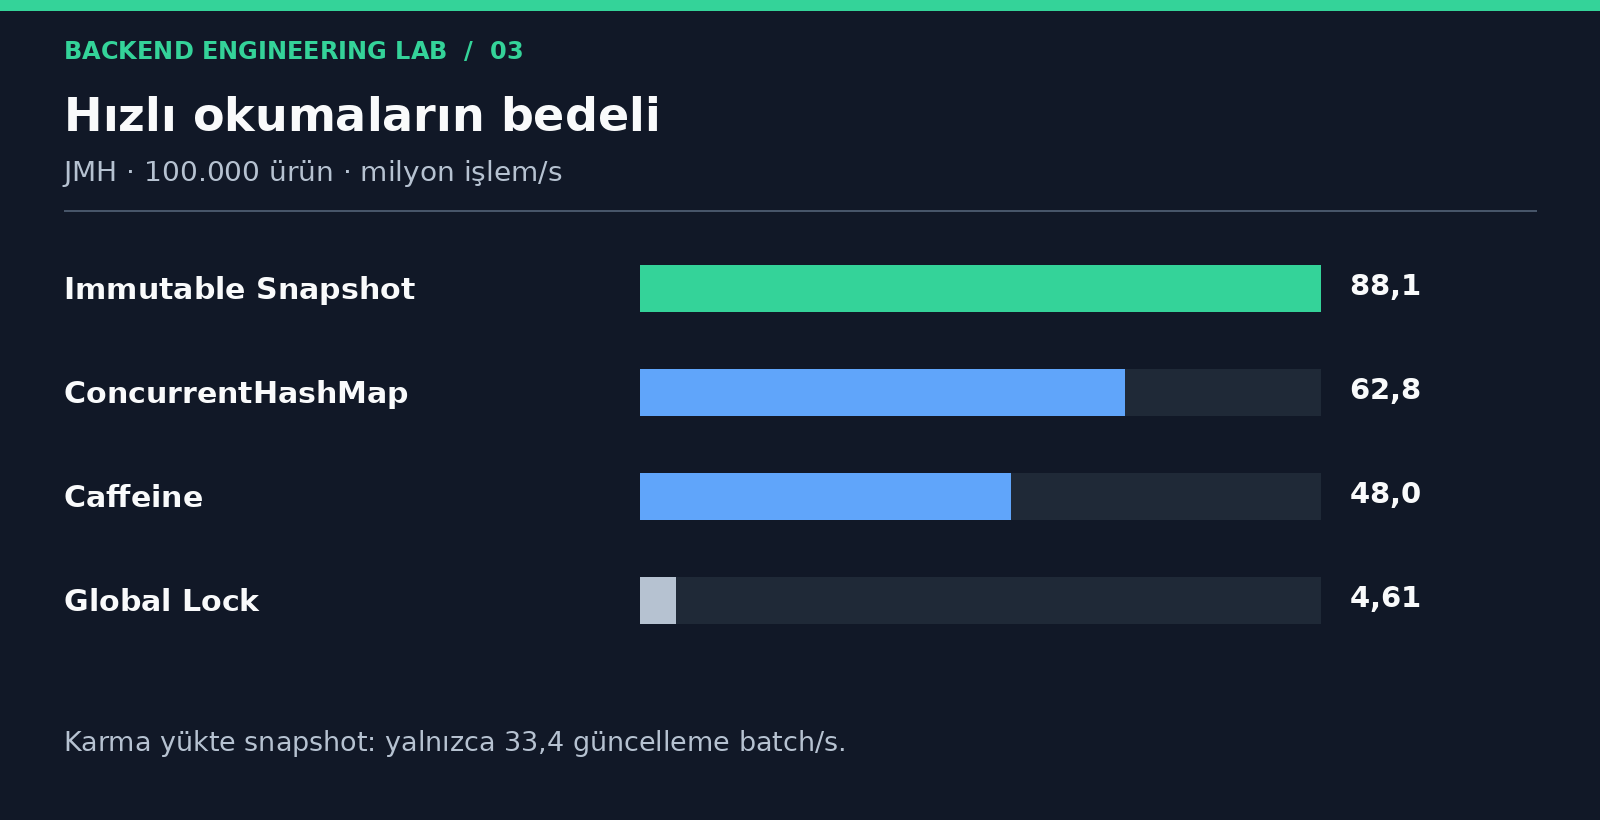 BACKEND ENGINEERING LAB / 03
Hızlı okumaların bedeli
JMH · 100.000 ürün · milyon işlem/s
Immutable Snapshot 88,1
ConcurrentHashMap 62,8
Caffeine 48,0
Global Lock 4,61
Karma yükte snapshot: yalnızca 33,4 güncelleme batch/s.